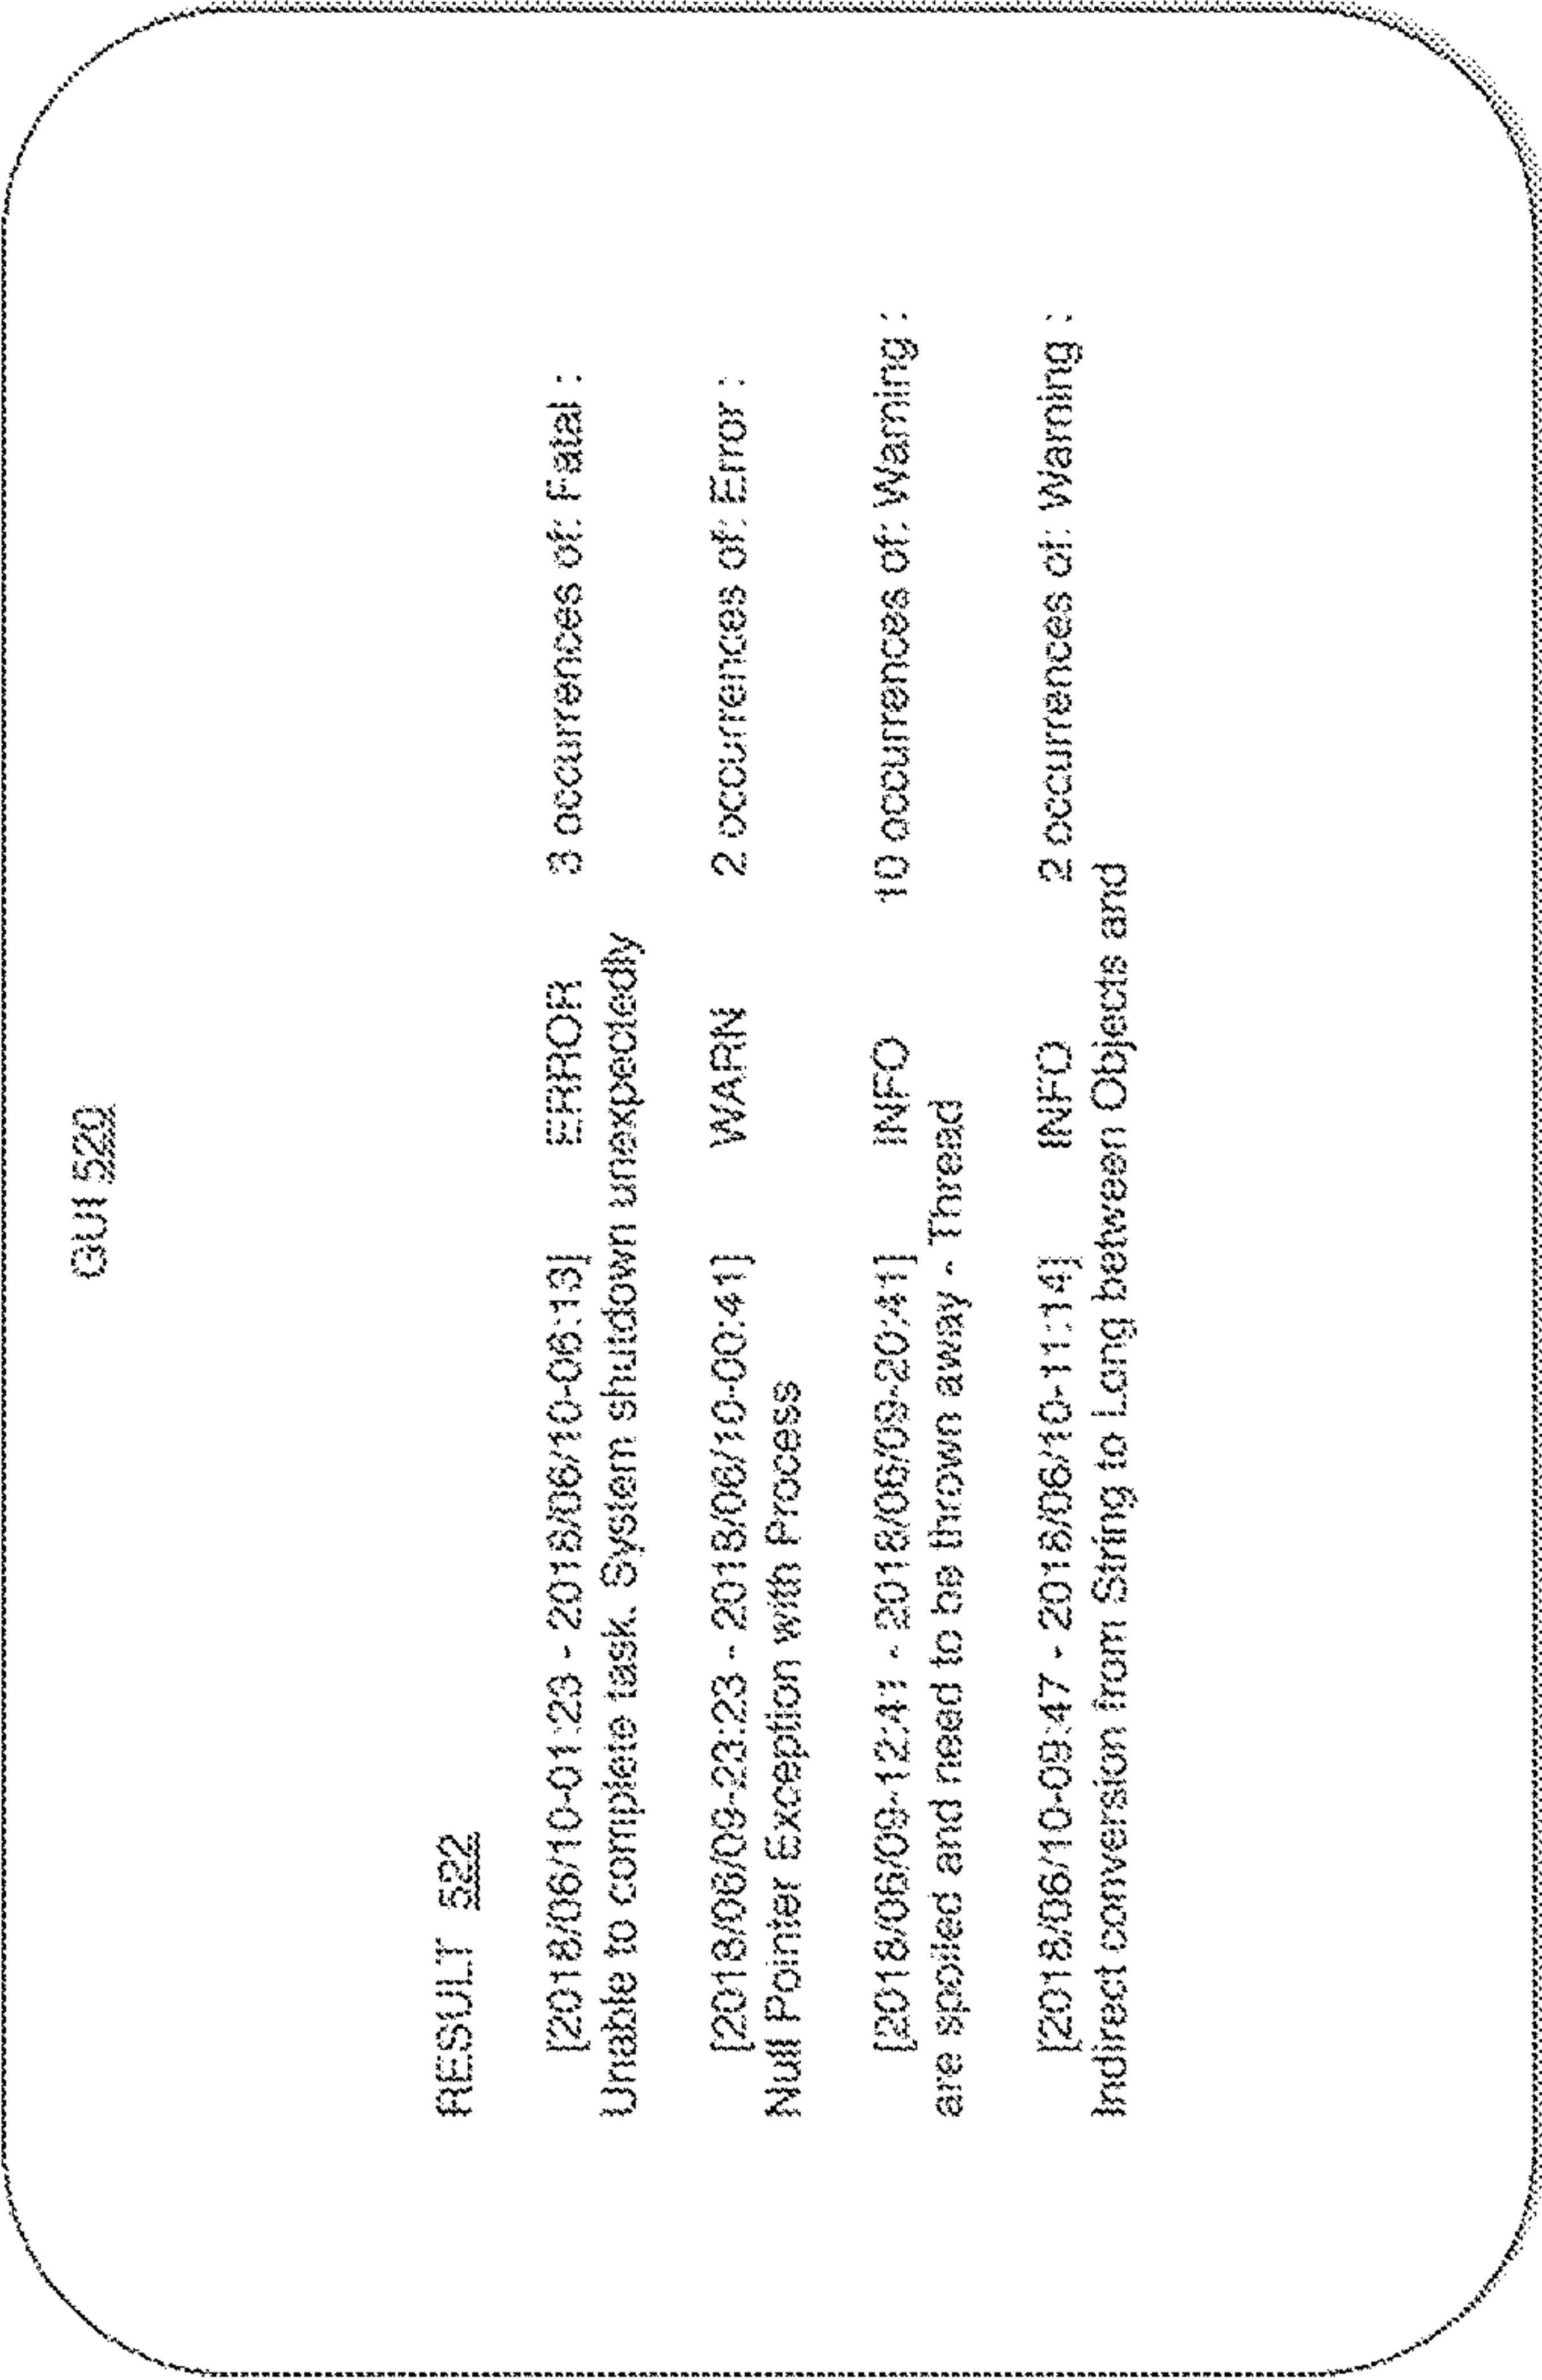 GUI 520
RESULT 522
[2018/06/10-01:23 - 2018/06/10-06:13] ERROR 3 occurrences of: Fatal :
Unable to complete task. System shutdown unexpectedly
[2018/06/09-23:23 - 2018/06/10-00:41] WARN 2 occurrences of: Error :
Null Pointer Exception with Process
[2018/06/09-12:41 - 2018/06/09-20:41] INFO 10 occurrences of: Warning :
are spoiled and need to be thrown away - Thread
[2018/06/10-09:47 - 2018/06/10-11:14] INFO 2 occurrences of: Warning :
Indirect conversion from String to Long between Objects and